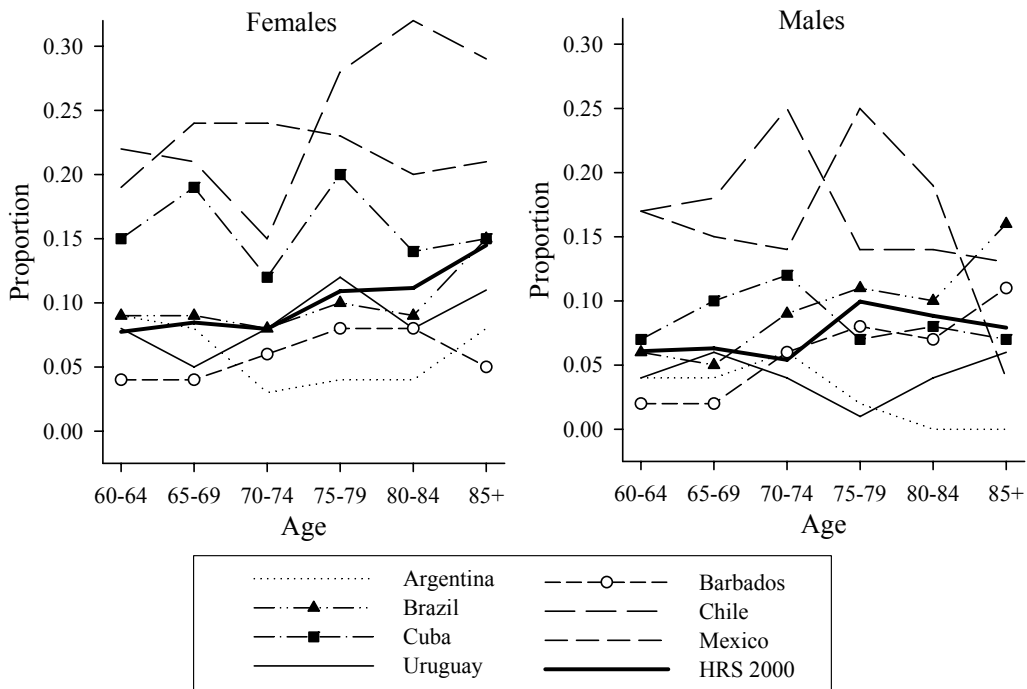 Females
Males
0.30
0.25
0.20
0.15
0.10
0.05
0.00
Proportion
60-64 65-69 70-74 75-79 80-84 85+
Age
0.30
0.25
0.20
0.15
0.10
0.05
0.00
Proportion
60-64 65-69 70-74 75-79 80-84 85+
Age
Argentina
Brazil
Cuba
Uruguay
Barbados
Chile
Mexico
HRS 2000